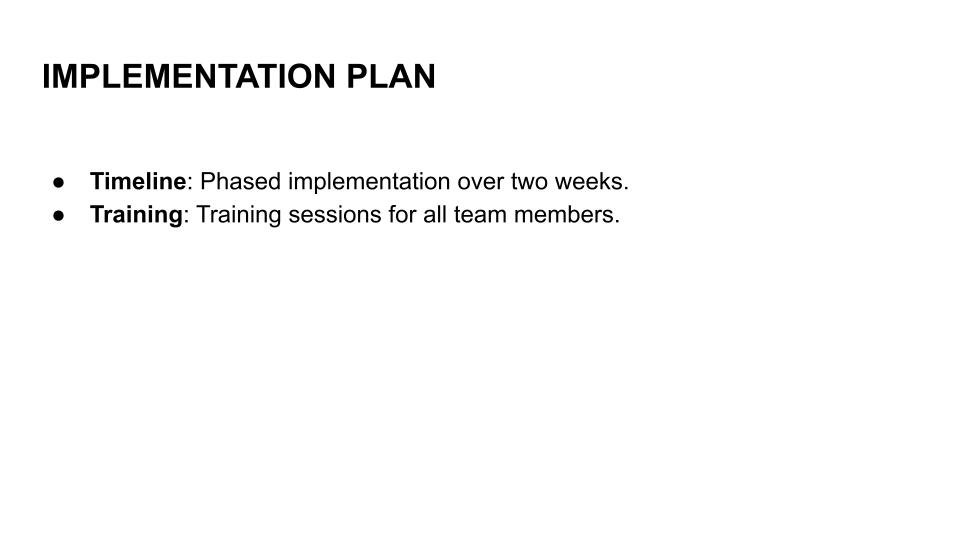 IMPLEMENTATION PLAN
● Timeline: Phased implementation over two weeks.
● Training: Training sessions for all team members.